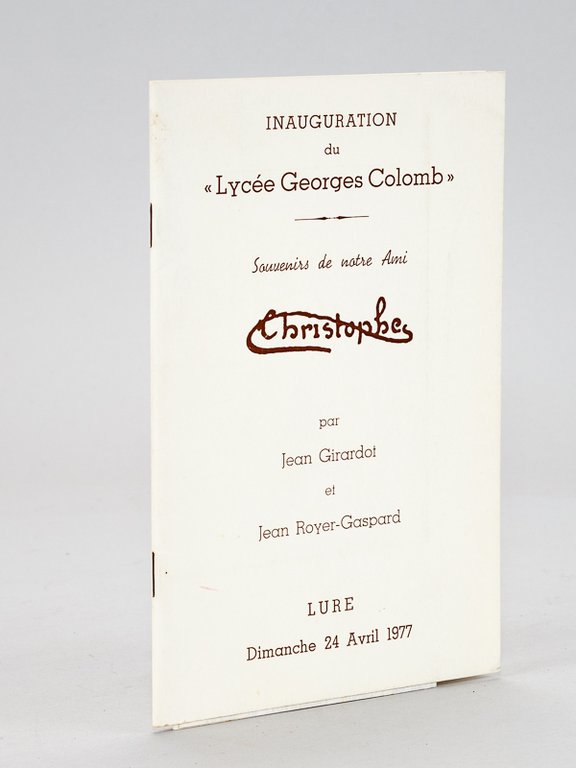 INAUGURATION
du
« Lycée Georges Colomb »
Souvenirs de notre Ami
Christophe
par
Jean Girardot
et
Jean Royer-Gaspard
LURE
Dimanche 24 Avril 1977